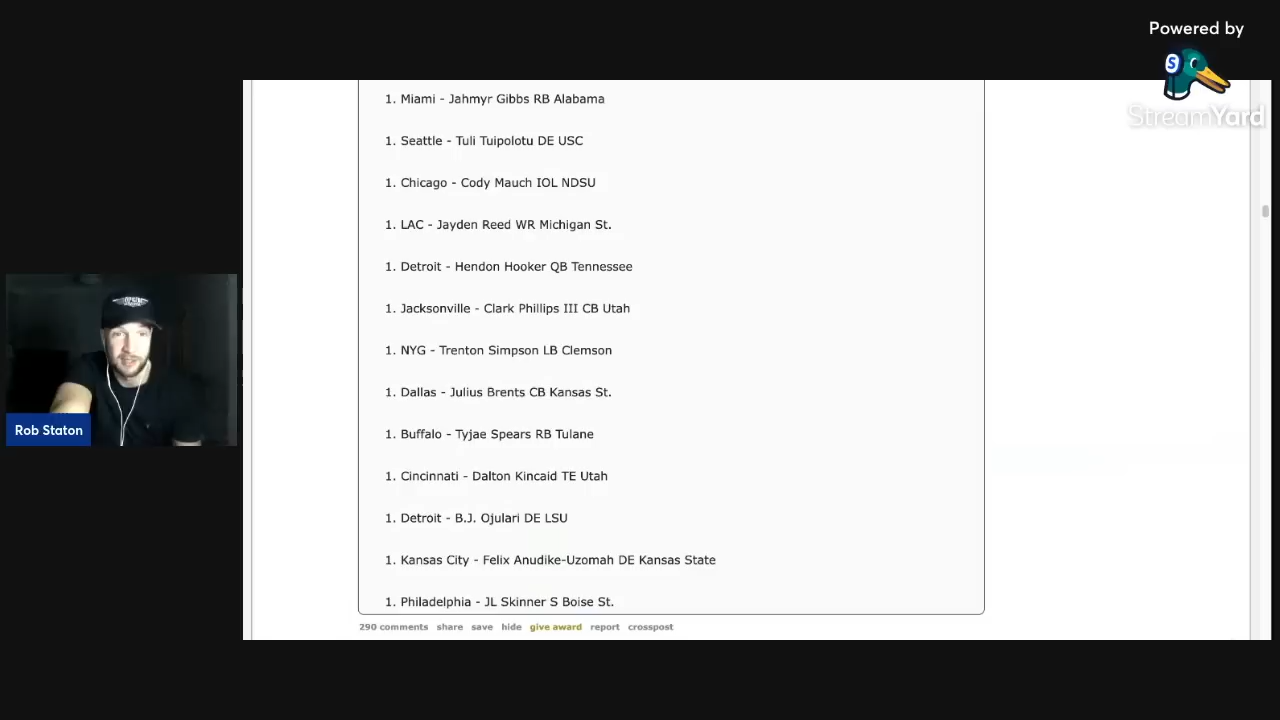 Powered by
StreamYard
1. Miami - Jahmyr Gibbs RB Alabama
1. Seattle - Tuli Tuipolotu DE USC
1. Chicago - Cody Mauch IOL NDSU
1. LAC - Jayden Reed WR Michigan St.
1. Detroit - Hendon Hooker QB Tennessee
1. Jacksonville - Clark Phillips III CB Utah
1. NYG - Trenton Simpson LB Clemson
1. Dallas - Julius Brents CB Kansas St.
1. Buffalo - Tyjae Spears RB Tulane
1. Cincinnati - Dalton Kincaid TE Utah
1. Detroit - B.J. Ojulari DE LSU
1. Kansas City - Felix Anudike-Uzomah DE Kansas State
1. Philadelphia - JL Skinner S Boise St.
290 comments share save hide give award report crosspost
Rob Staton